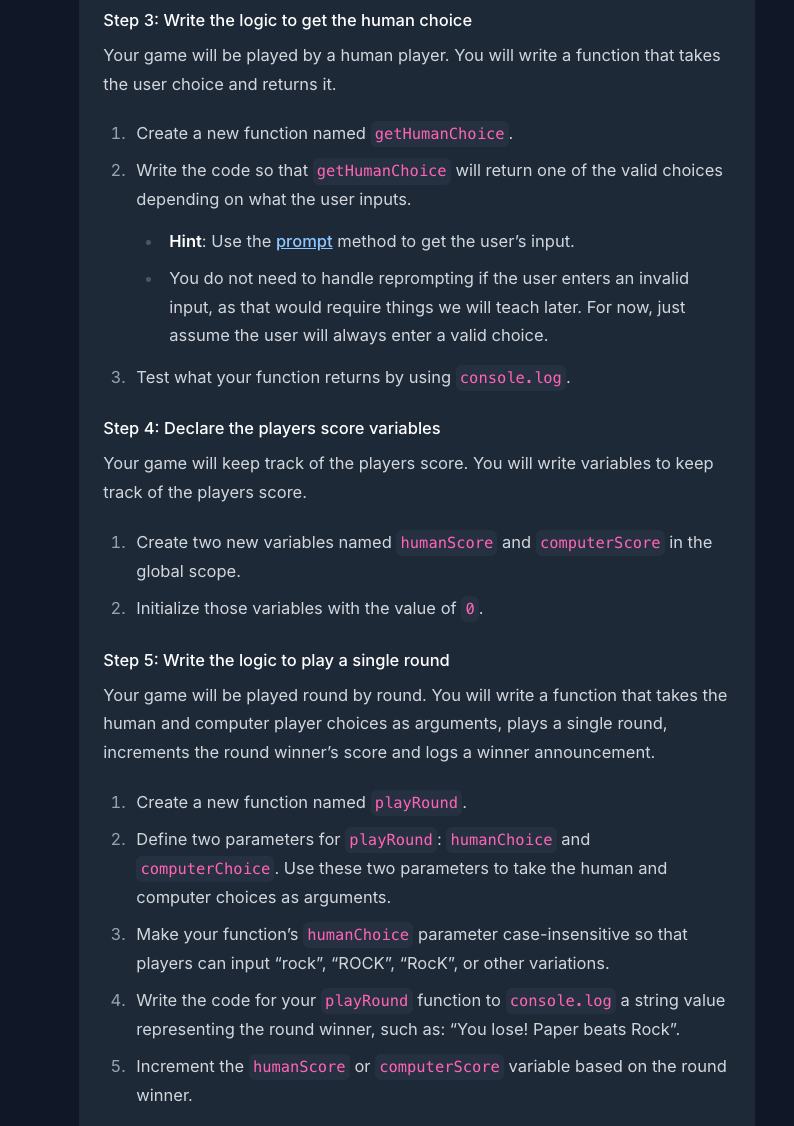 Step 3: Write the logic to get the human choice
Your game will be played by a human player. You will write a function that takes
the user choice and returns it.
1. Create a new function named getHumanChoice.
2. Write the code so that getHumanChoice will return one of the valid choices
depending on what the user inputs.
• Hint: Use the prompt method to get the user’s input.
• You do not need to handle reprompting if the user enters an invalid
input, as that would require things we will teach later. For now, just
assume the user will always enter a valid choice.
3. Test what your function returns by using console.log.
Step 4: Declare the players score variables
Your game will keep track of the players score. You will write variables to keep
track of the players score.
1. Create two new variables named humanScore and computerScore in the
global scope.
2. Initialize those variables with the value of 0.
Step 5: Write the logic to play a single round
Your game will be played round by round. You will write a function that takes the
human and computer player choices as arguments, plays a single round,
increments the round winner’s score and logs a winner announcement.
1. Create a new function named playRound.
2. Define two parameters for playRound: humanChoice and
computerChoice. Use these two parameters to take the human and
computer choices as arguments.
3. Make your function’s humanChoice parameter case-insensitive so that
players can input “rock”, “ROCK”, “RocK”, or other variations.
4. Write the code for your playRound function to console.log a string value
representing the round winner, such as: “You lose! Paper beats Rock”.
5. Increment the humanScore or computerScore variable based on the round
winner.